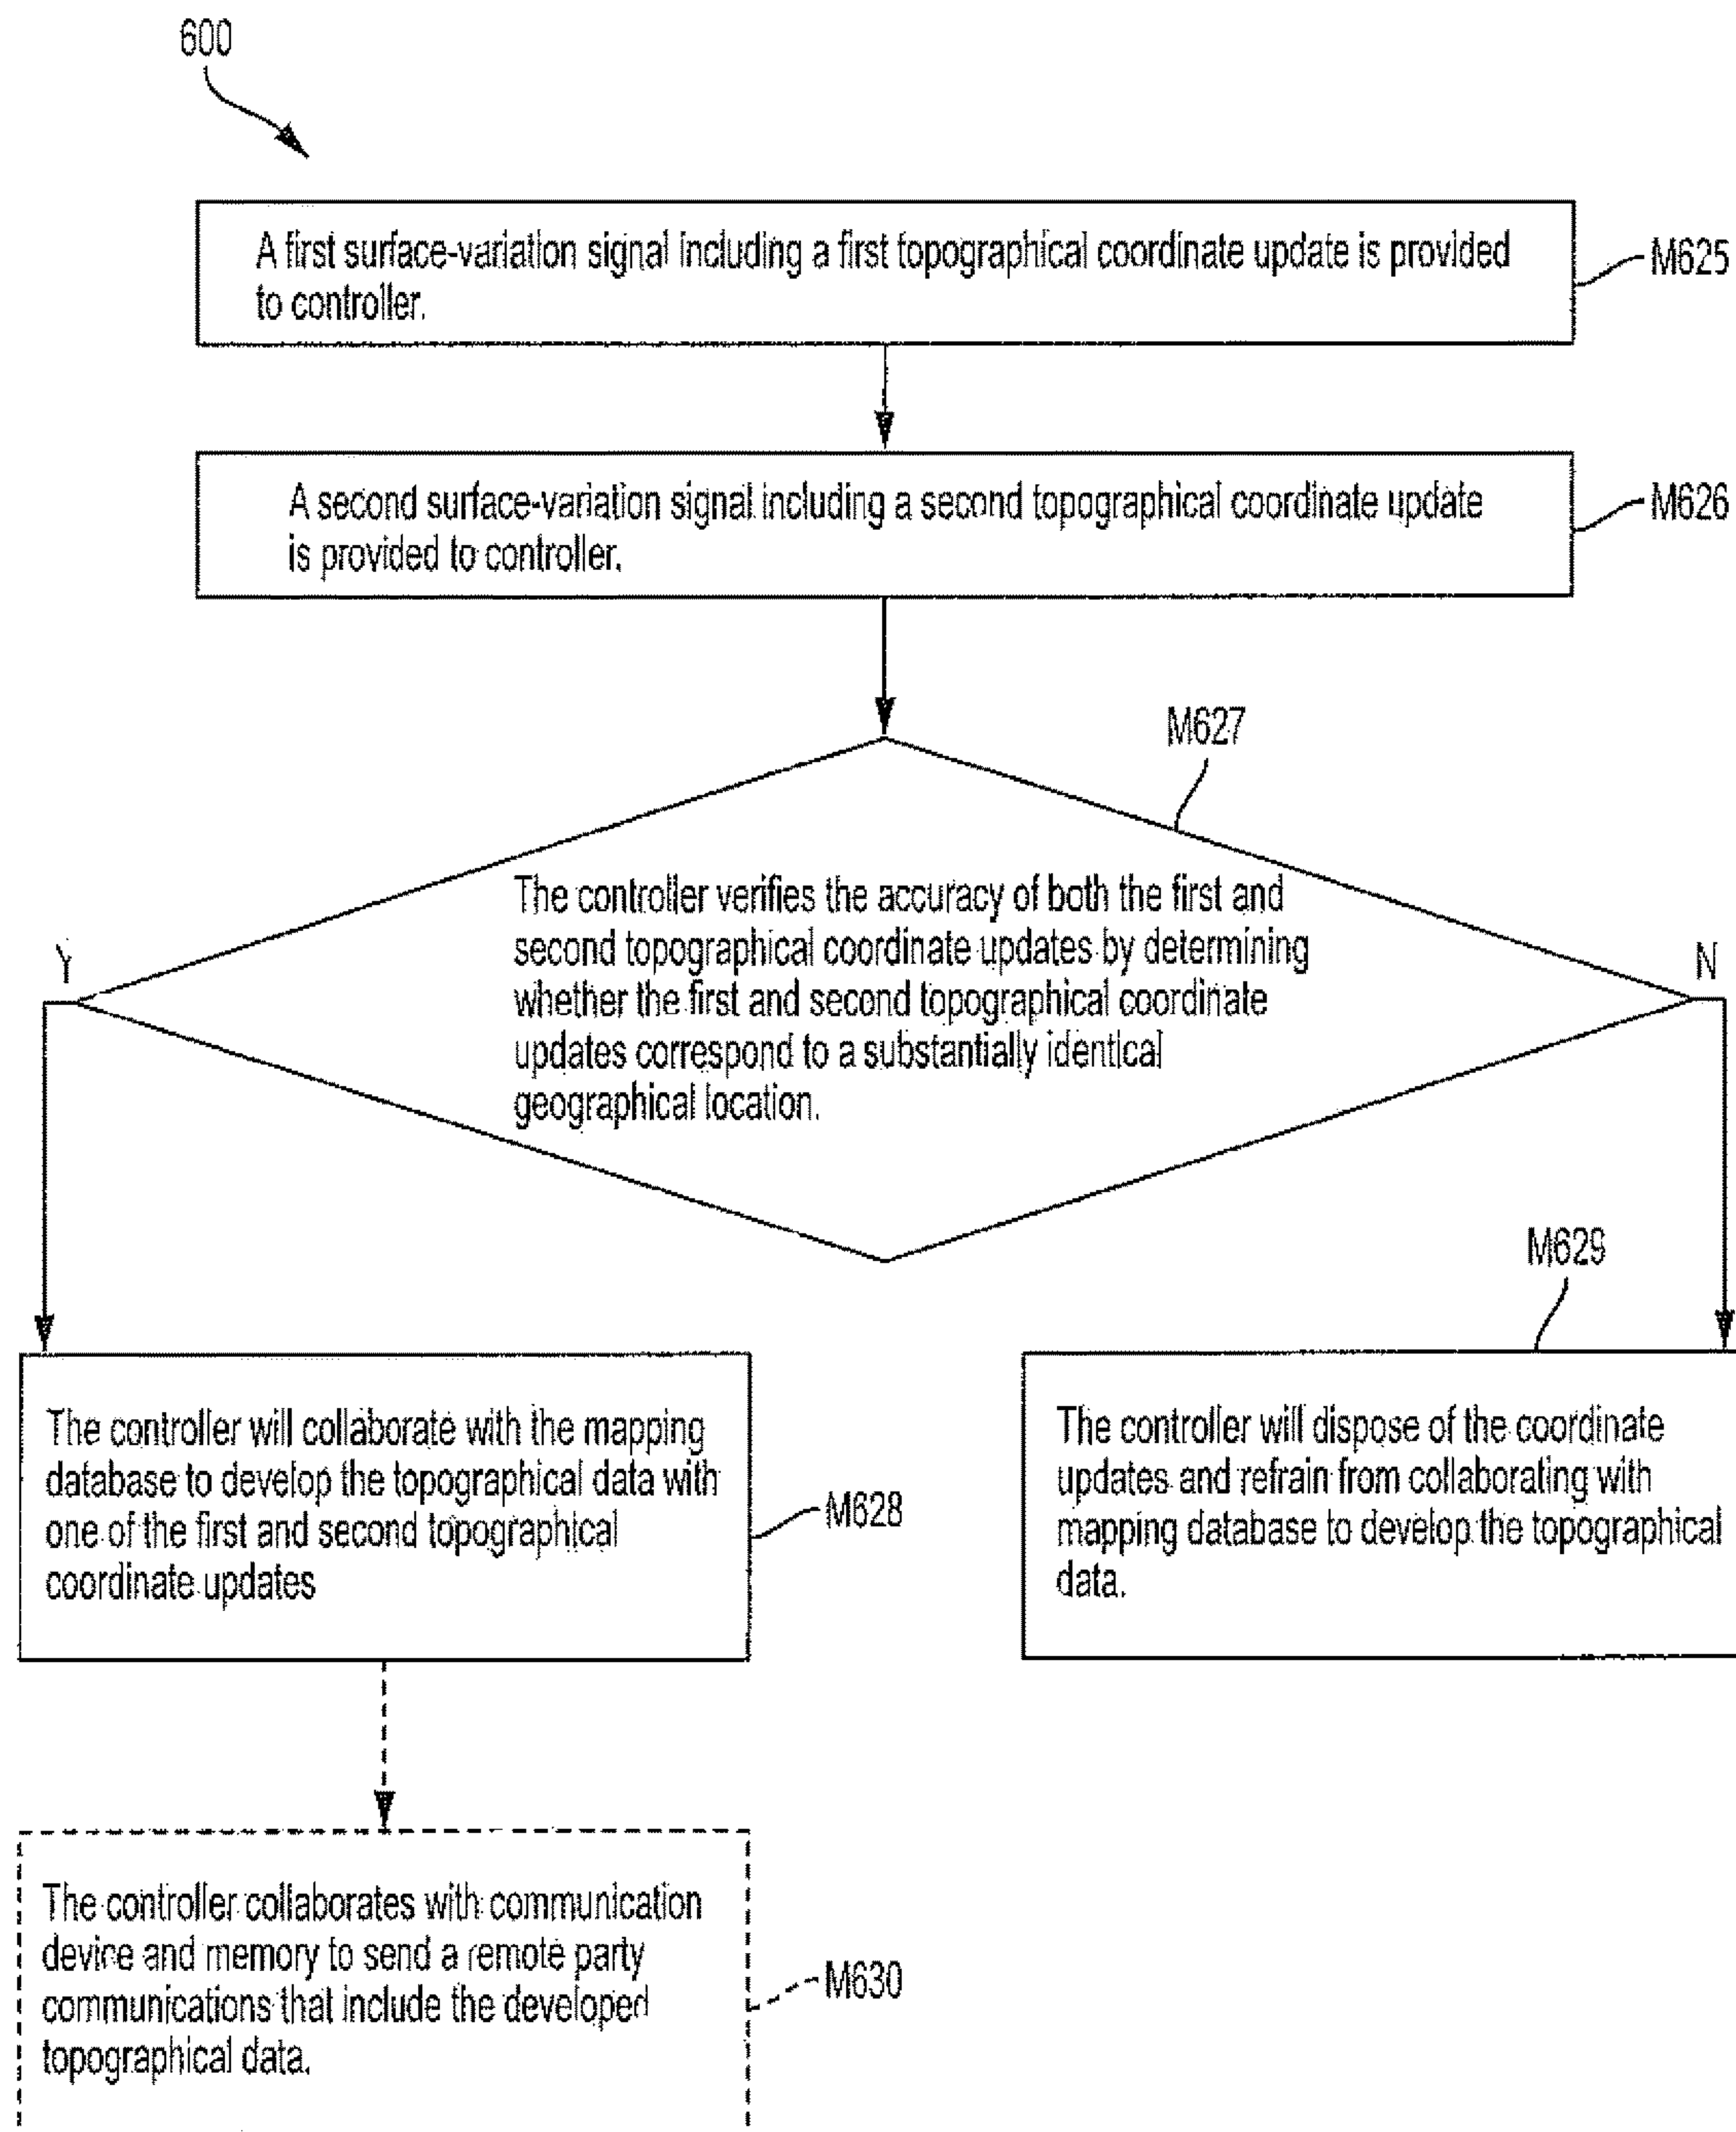 600
A first surface-variation signal including a first topographical coordinate update is provided
to controller.
M625
A second surface-variation signal including a second topographical coordinate update
is provided to controller.
M626
M627
The controller verifies the accuracy of both the first and
second topographical coordinate updates by determining
whether the first and second topographical coordinate
updates correspond to a substantially identical
geographical location.
Y
N
M629
The controller will collaborate with the mapping
database to develop the topographical data with
one of the first and second topographical
coordinate updates
M628
The controller will dispose of the coordinate
updates and refrain from collaborating with
mapping database to develop the topographical
data.
The controller collaborates with communication
device and memory to send a remote party
communications that include the developed
topographical data.
M630